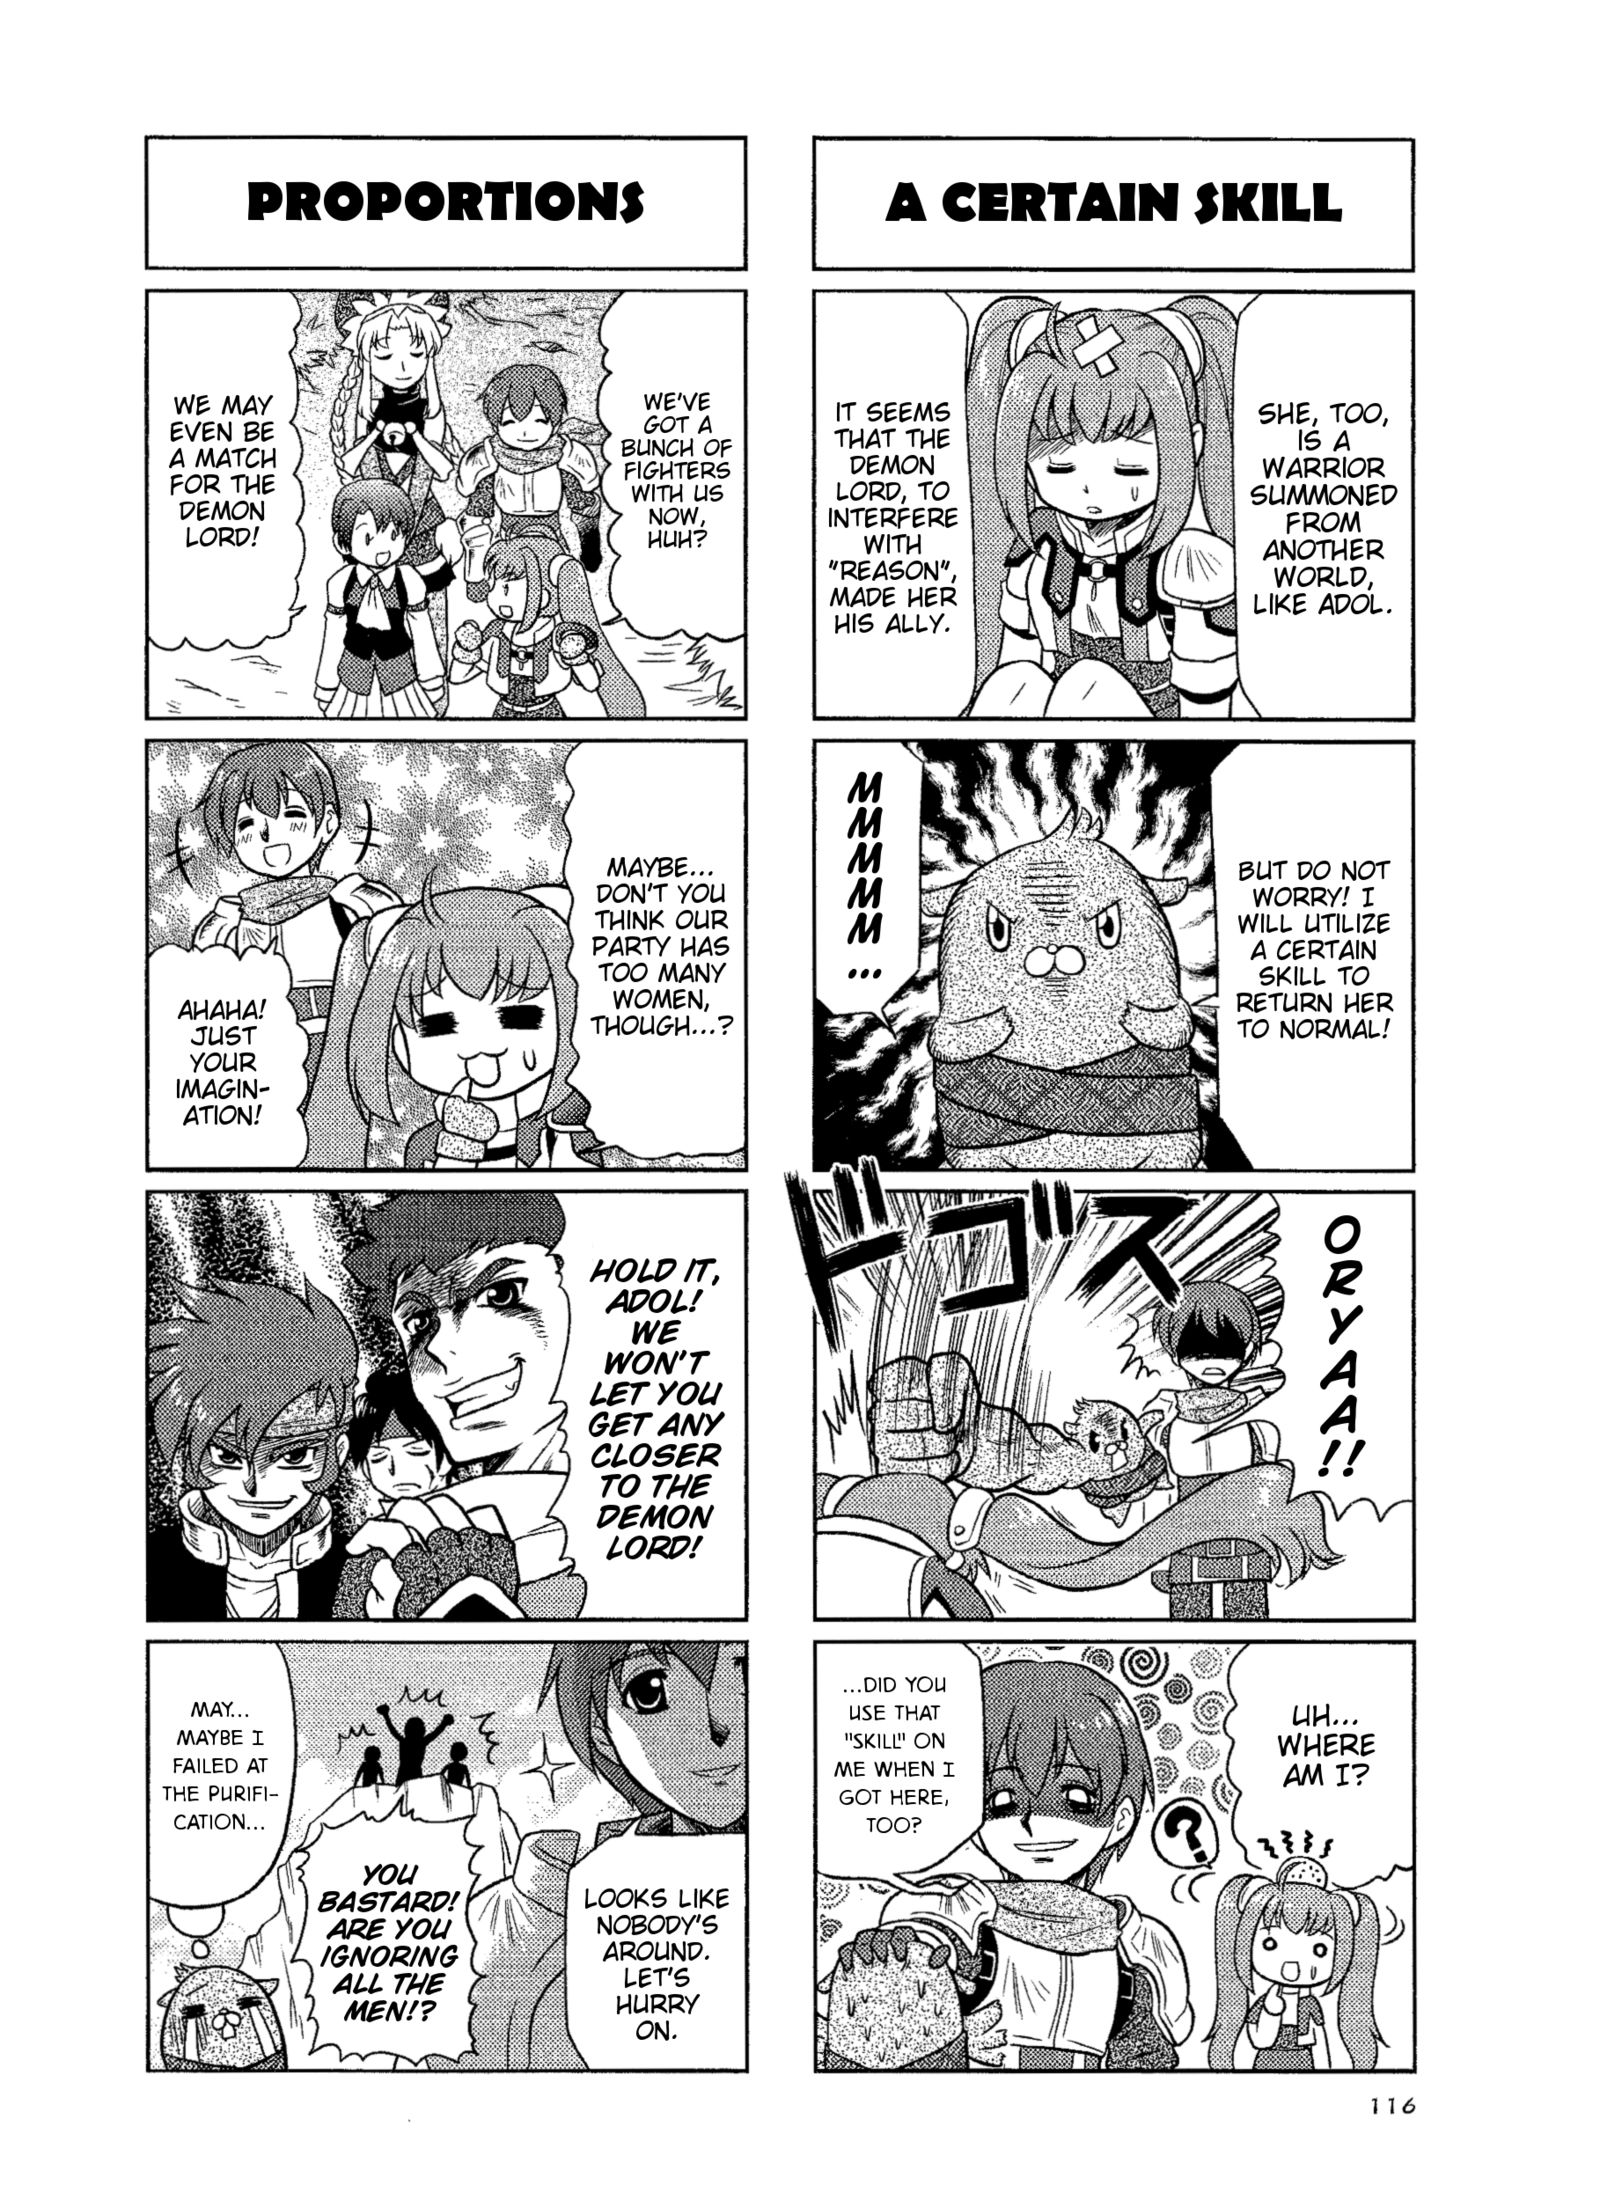 A CERTAIN SKILL
SHE, TOO,
IS A
WARRIOR
SUMMONED
FROM
ANOTHER
WORLD,
LIKE ADOL.
IT SEEMS
THAT THE
DEMON
LORD, TO
INTERFERE
WITH
"REASON",
MADE HER
HIS ALLY.
BUT DO NOT
WORRY! I
WILL UTILIZE
A CERTAIN
SKILL TO
RETURN HER
TO NORMAL!
M
M
M
M
M
...
O
R
Y
A
A
!!
ドゴス
UH...
WHERE
AM I?
?
...DID YOU
USE THAT
"SKILL" ON
ME WHEN I
GOT HERE,
TOO?
PROPORTIONS
WE'VE
GOT A
BUNCH OF
FIGHTERS
WITH US
NOW,
HUH?
WE MAY
EVEN BE
A MATCH
FOR THE
DEMON
LORD!
MAYBE...
DON'T YOU
THINK OUR
PARTY HAS
TOO MANY
WOMEN,
THOUGH...?
AHAHA!
JUST
YOUR
IMAGIN-
ATION!
HOLD IT,
ADOL!
WE
WON'T
LET YOU
GET ANY
CLOSER
TO THE
DEMON
LORD!
LOOKS LIKE
NOBODY'S
AROUND.
LET'S
HURRY
ON.
YOU
BASTARD!
ARE YOU
IGNORING
ALL THE
MEN!?
MAY...
MAYBE I
FAILED AT
THE PURIFI-
CATION...
116